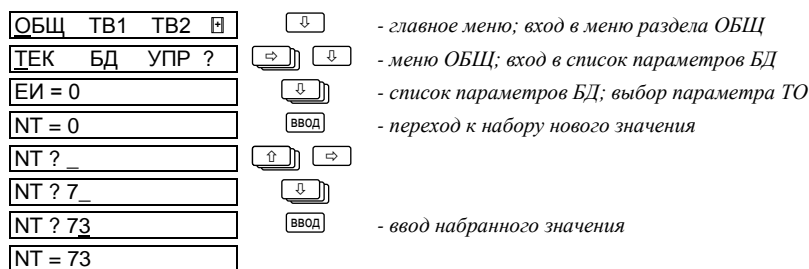 ОБЩ ТВ1 ТВ2 ⇩ - главное меню; вход в меню раздела ОБЩ
ТЕК БД УПР ? ⇨ ⇩ - меню ОБЩ; вход в список параметров БД
ЕИ = 0 ⇩ - список параметров БД; выбор параметра ТО
NT = 0 ВВОД - переход к набору нового значения
NT ? _ ⇧ ⇨
NT ? 7_ ⇩
NT ? 73 ВВОД - ввод набранного значения
NT = 73